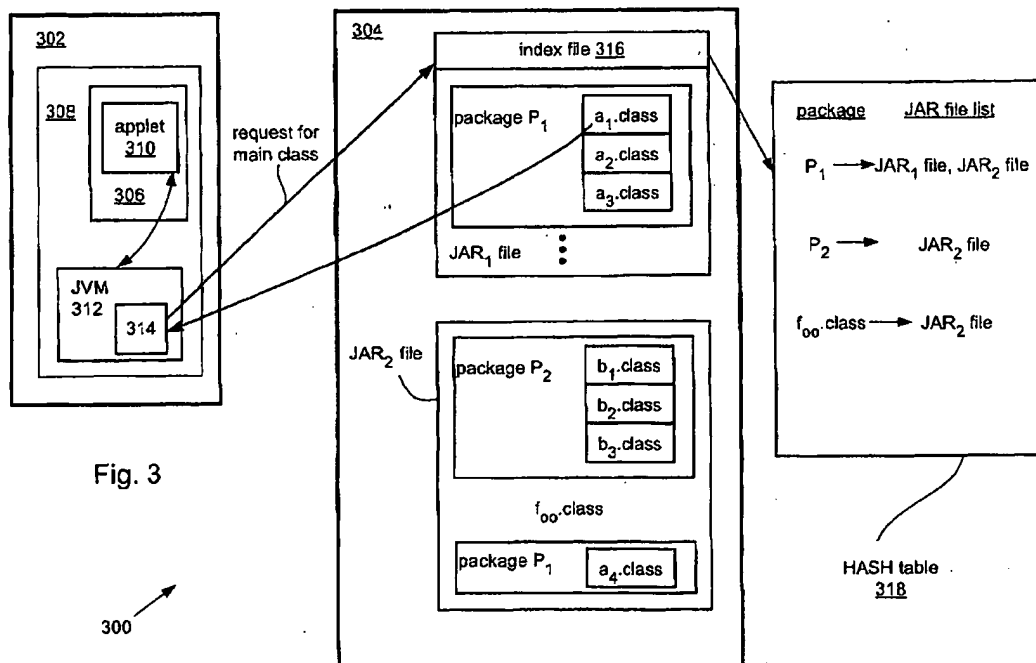 302
308
applet
310
306
JVM
312
314
request for
main class
Fig. 3
300
304
index file 316
package P1
a1.class
a2.class
a3.class
JAR1 file
JAR2 file
package P2
b1.class
b2.class
b3.class
foo.class
package P1
a4.class
package JAR file list
P1 JAR1 file, JAR2 file
P2 JAR2 file
foo.class JAR2 file
HASH table
318